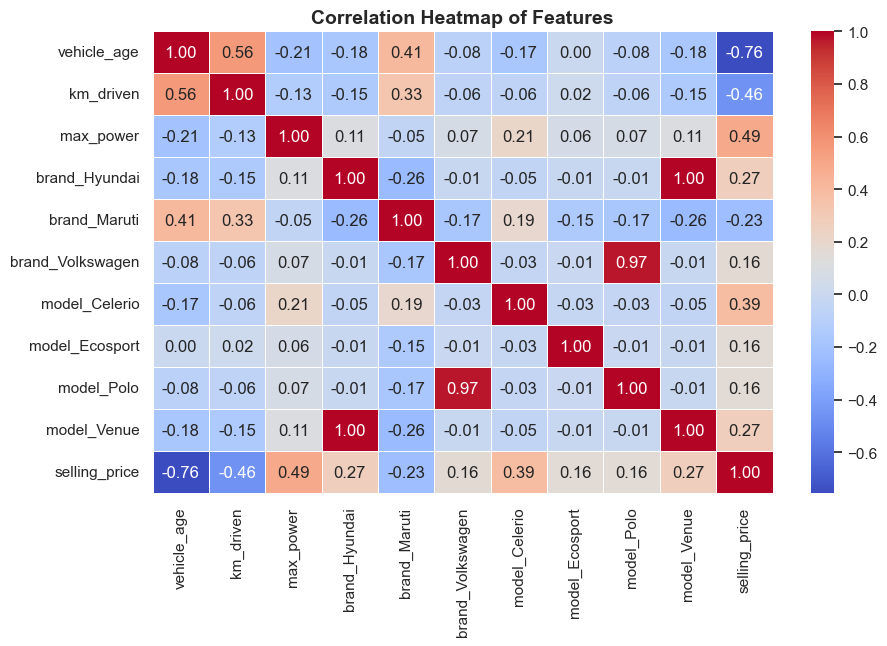 Correlation Heatmap of Features
vehicle_age 1.00 0.56 -0.21 -0.18 0.41 -0.08 -0.17 0.00 -0.08 -0.18 -0.76
km_driven 0.56 1.00 -0.13 -0.15 0.33 -0.06 -0.06 0.02 -0.06 -0.15 -0.46
max_power -0.21 -0.13 1.00 0.11 -0.05 0.07 0.21 0.06 0.07 0.11 0.49
brand_Hyundai -0.18 -0.15 0.11 1.00 -0.26 -0.01 -0.05 -0.01 -0.01 1.00 0.27
brand_Maruti 0.41 0.33 -0.05 -0.26 1.00 -0.17 0.19 -0.15 -0.17 -0.26 -0.23
brand_Volkswagen -0.08 -0.06 0.07 -0.01 -0.17 1.00 -0.03 -0.01 0.97 -0.01 0.16
model_Celerio -0.17 -0.06 0.21 -0.05 0.19 -0.03 1.00 -0.03 -0.03 -0.05 0.39
model_Ecosport 0.00 0.02 0.06 -0.01 -0.15 -0.01 -0.03 1.00 -0.01 -0.01 0.16
model_Polo -0.08 -0.06 0.07 -0.01 -0.17 0.97 -0.03 -0.01 1.00 -0.01 0.16
model_Venue -0.18 -0.15 0.11 1.00 -0.26 -0.01 -0.05 -0.01 -0.01 1.00 0.27
selling_price -0.76 -0.46 0.49 0.27 -0.23 0.16 0.39 0.16 0.16 0.27 1.00
vehicle_age
km_driven
max_power
brand_Hyundai
brand_Maruti
brand_Volkswagen
model_Celerio
model_Ecosport
model_Polo
model_Venue
selling_price
1.0
0.8
0.6
0.4
0.2
0.0
−0.2
−0.4
−0.6